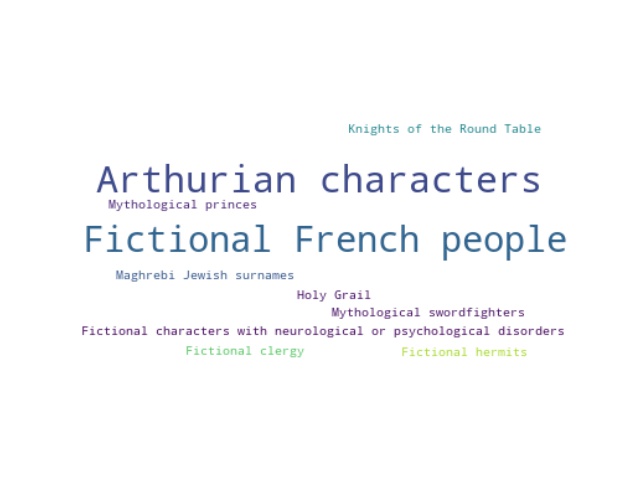 Knights of the Round Table
Arthurian characters
Mythological princes
Fictional French people
Maghrebi Jewish surnames
Holy Grail
Mythological swordfighters
Fictional characters with neurological or psychological disorders
Fictional clergy
Fictional hermits